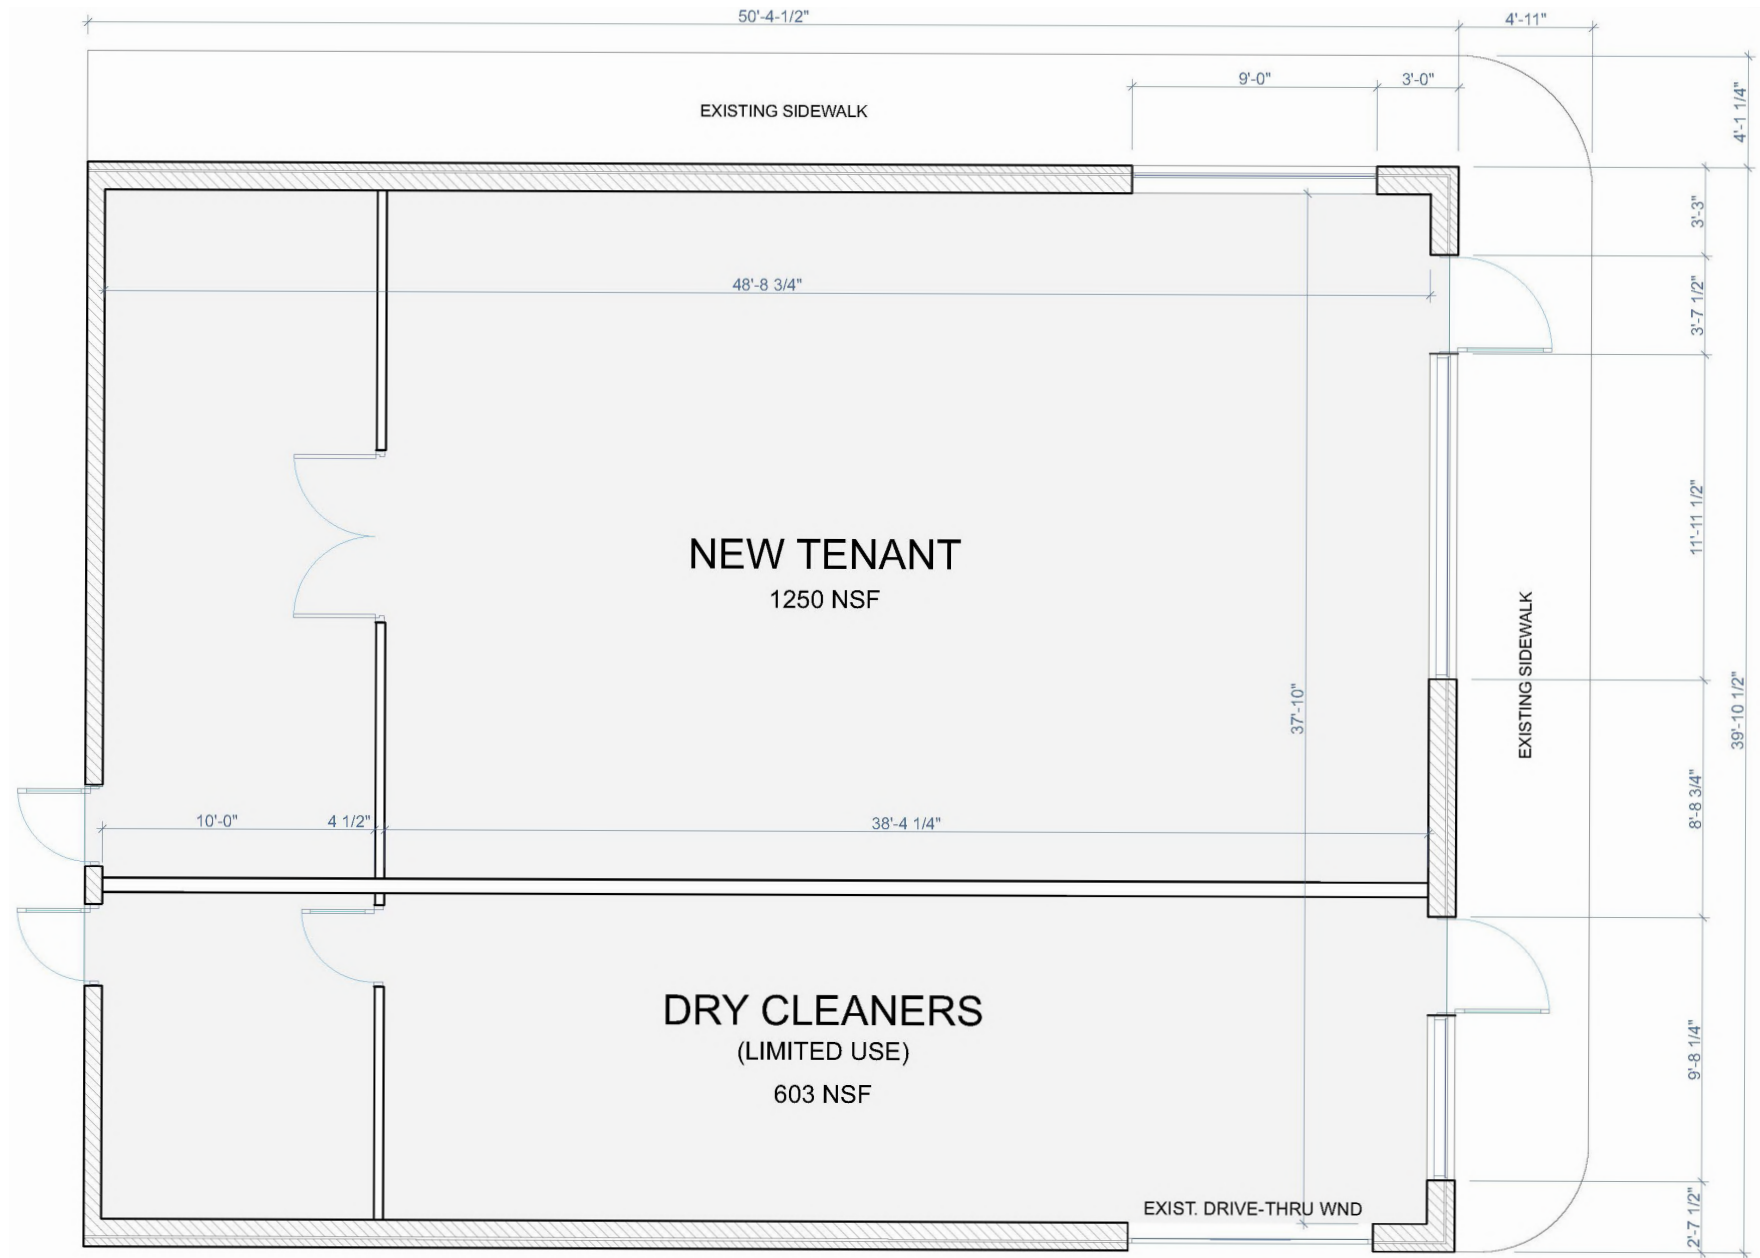 50'-4-1/2"
4'-11"
9'-0"
3'-0"
4'-1 1/4"
EXISTING SIDEWALK
3'-3"
48'-8 3/4"
3'-7 1/2"
11'-11 1/2"
NEW TENANT
1250 NSF
EXISTING SIDEWALK
37'-10"
39'-10 1/2"
10'-0"
4 1/2"
38'-4 1/4"
8'-8 3/4"
DRY CLEANERS
(LIMITED USE)
603 NSF
9'-8 1/4"
EXIST. DRIVE-THRU WND
2'-7 1/2"